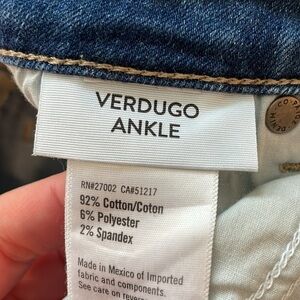 VERDUGO
ANKLE
RN#27002 CA#51217
92% Cotton/Coten
6% Polyester
2% Spandex
Made in Mexico of Imported
fabric and components.
See care on reverse